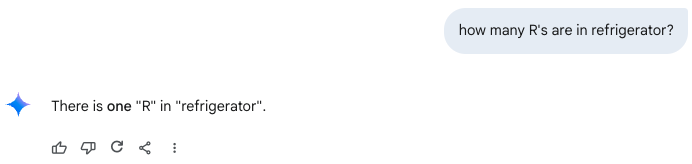 how many R's are in refrigerator?
There is one "R" in "refrigerator".